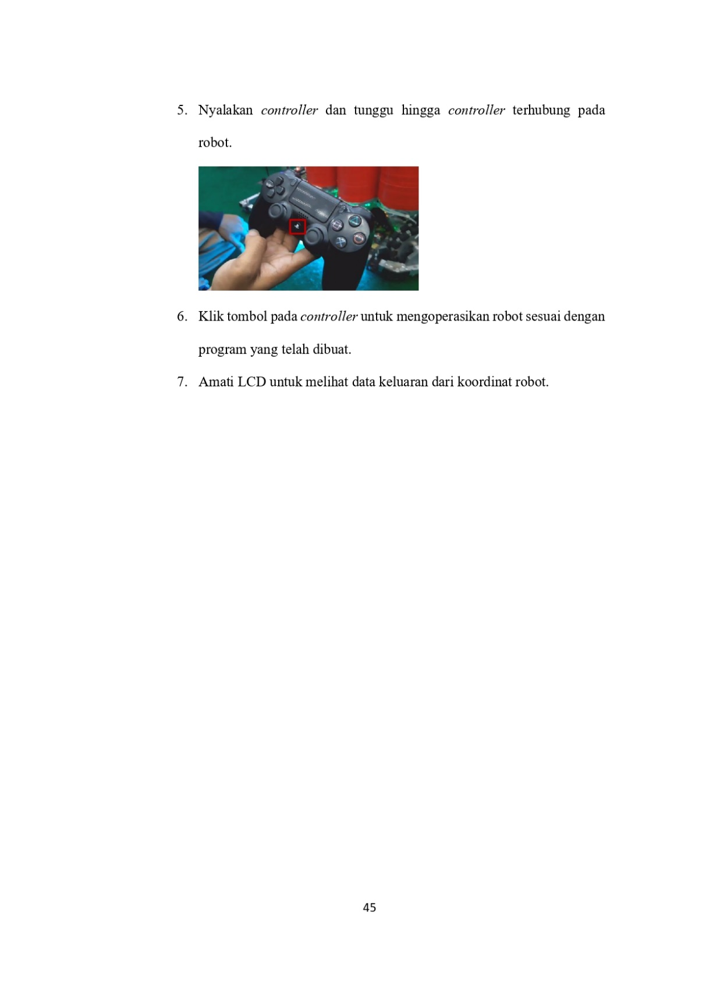 5. Nyalakan controller dan tunggu hingga controller terhubung pada
robot.
6. Klik tombol pada controller untuk mengoperasikan robot sesuai dengan
program yang telah dibuat.
7. Amati LCD untuk melihat data keluaran dari koordinat robot.
45